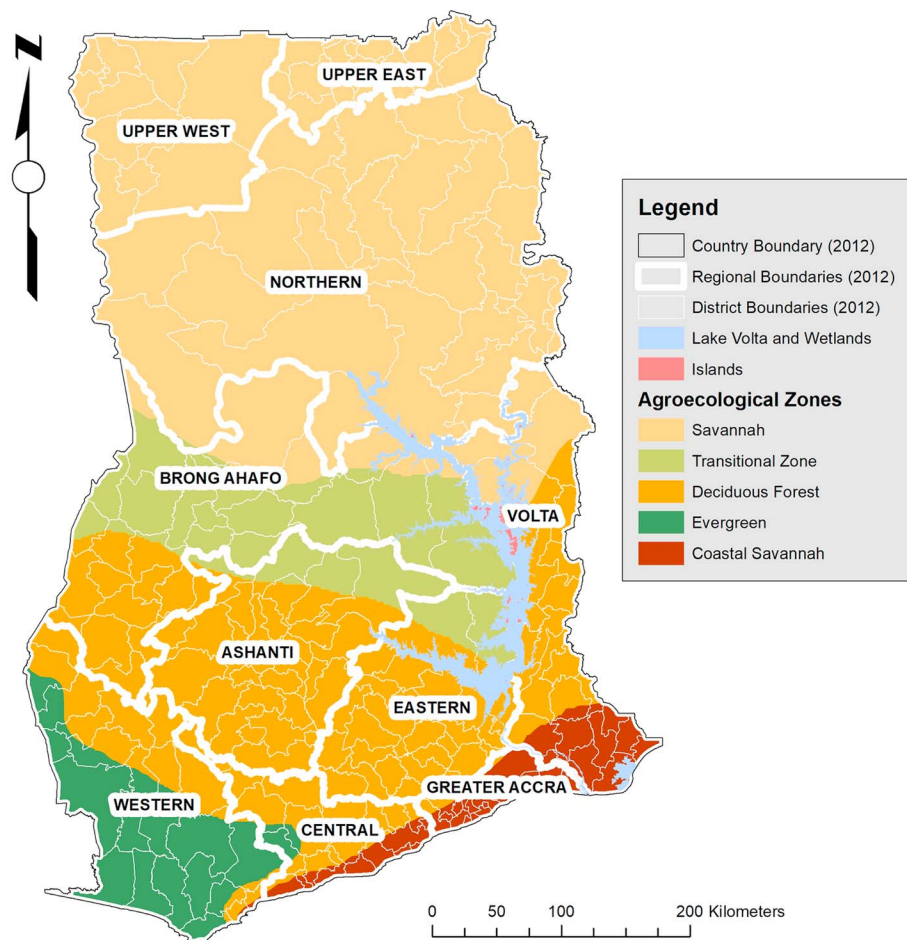 Z
UPPER EAST
UPPER WEST
NORTHERN
BRONG AHAFO
VOLTA
ASHANTI
EASTERN
GREATER ACCRA
WESTERN
CENTRAL
Legend
Country Boundary (2012)
Regional Boundaries (2012)
District Boundaries (2012)
Lake Volta and Wetlands
Islands
Agroecological Zones
Savannah
Transitional Zone
Deciduous Forest
Evergreen
Coastal Savannah
0 50 100 200 Kilometers